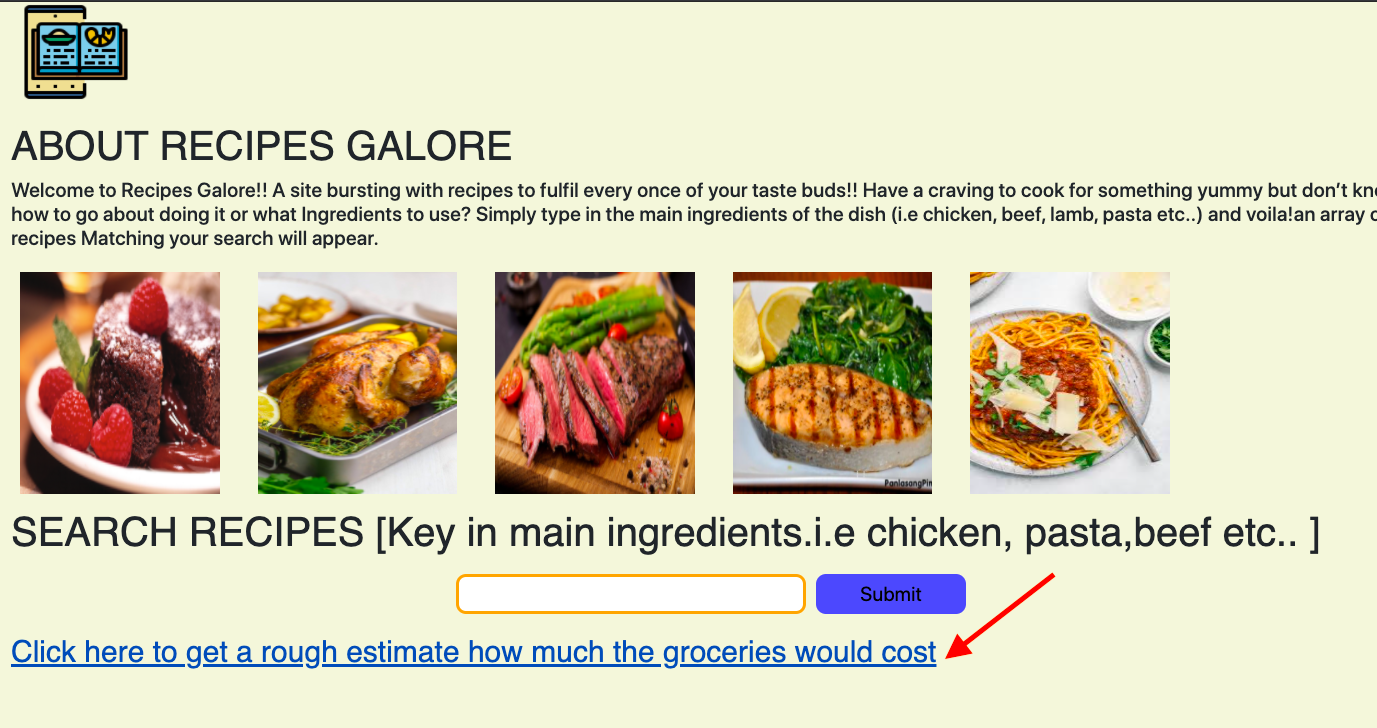 ABOUT RECIPES GALORE
Welcome to Recipes Galore!! A site bursting with recipes to fulfil every once of your taste buds!! Have a craving to cook for something yummy but don't
how to go about doing it or what Ingredients to use? Simply type in the main ingredients of the dish (i.e chicken, beef, lamb, pasta etc..) and voila!an array
recipes Matching your search will appear.
PanlasangPin
SEARCH RECIPES [Key in main ingredients.i.e chicken, pasta,beef etc.. ]
Submit
Click here to get a rough estimate how much the groceries would cost